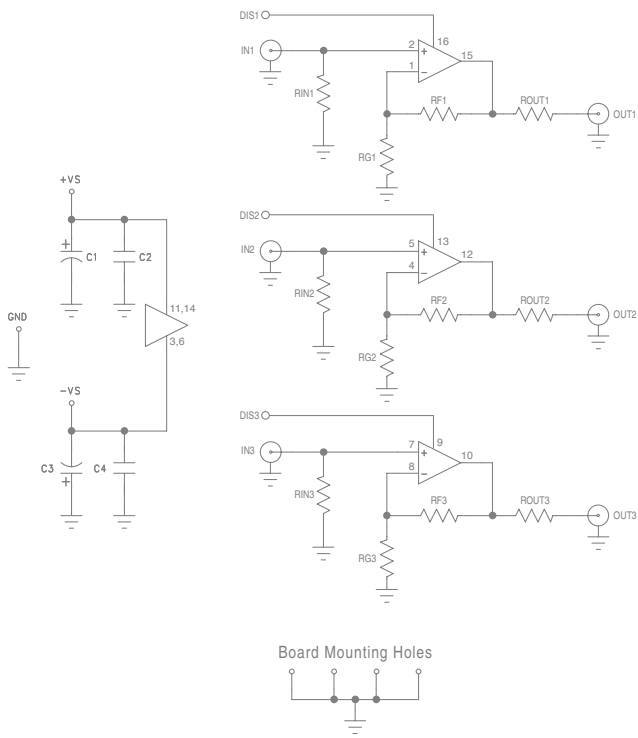 DIS1
16
IN1
2
+
15
1
−
RIN1
RF1
ROUT1
OUT1
RG1
+VS
+
C1
C2
11,14
3,6
GND
−VS
C3
+
C4
DIS2
13
IN2
5
+
12
4
−
RIN2
RF2
ROUT2
OUT2
RG2
DIS3
9
IN3
7
+
10
8
−
RIN3
RF3
ROUT3
OUT3
RG3
Board Mounting Holes